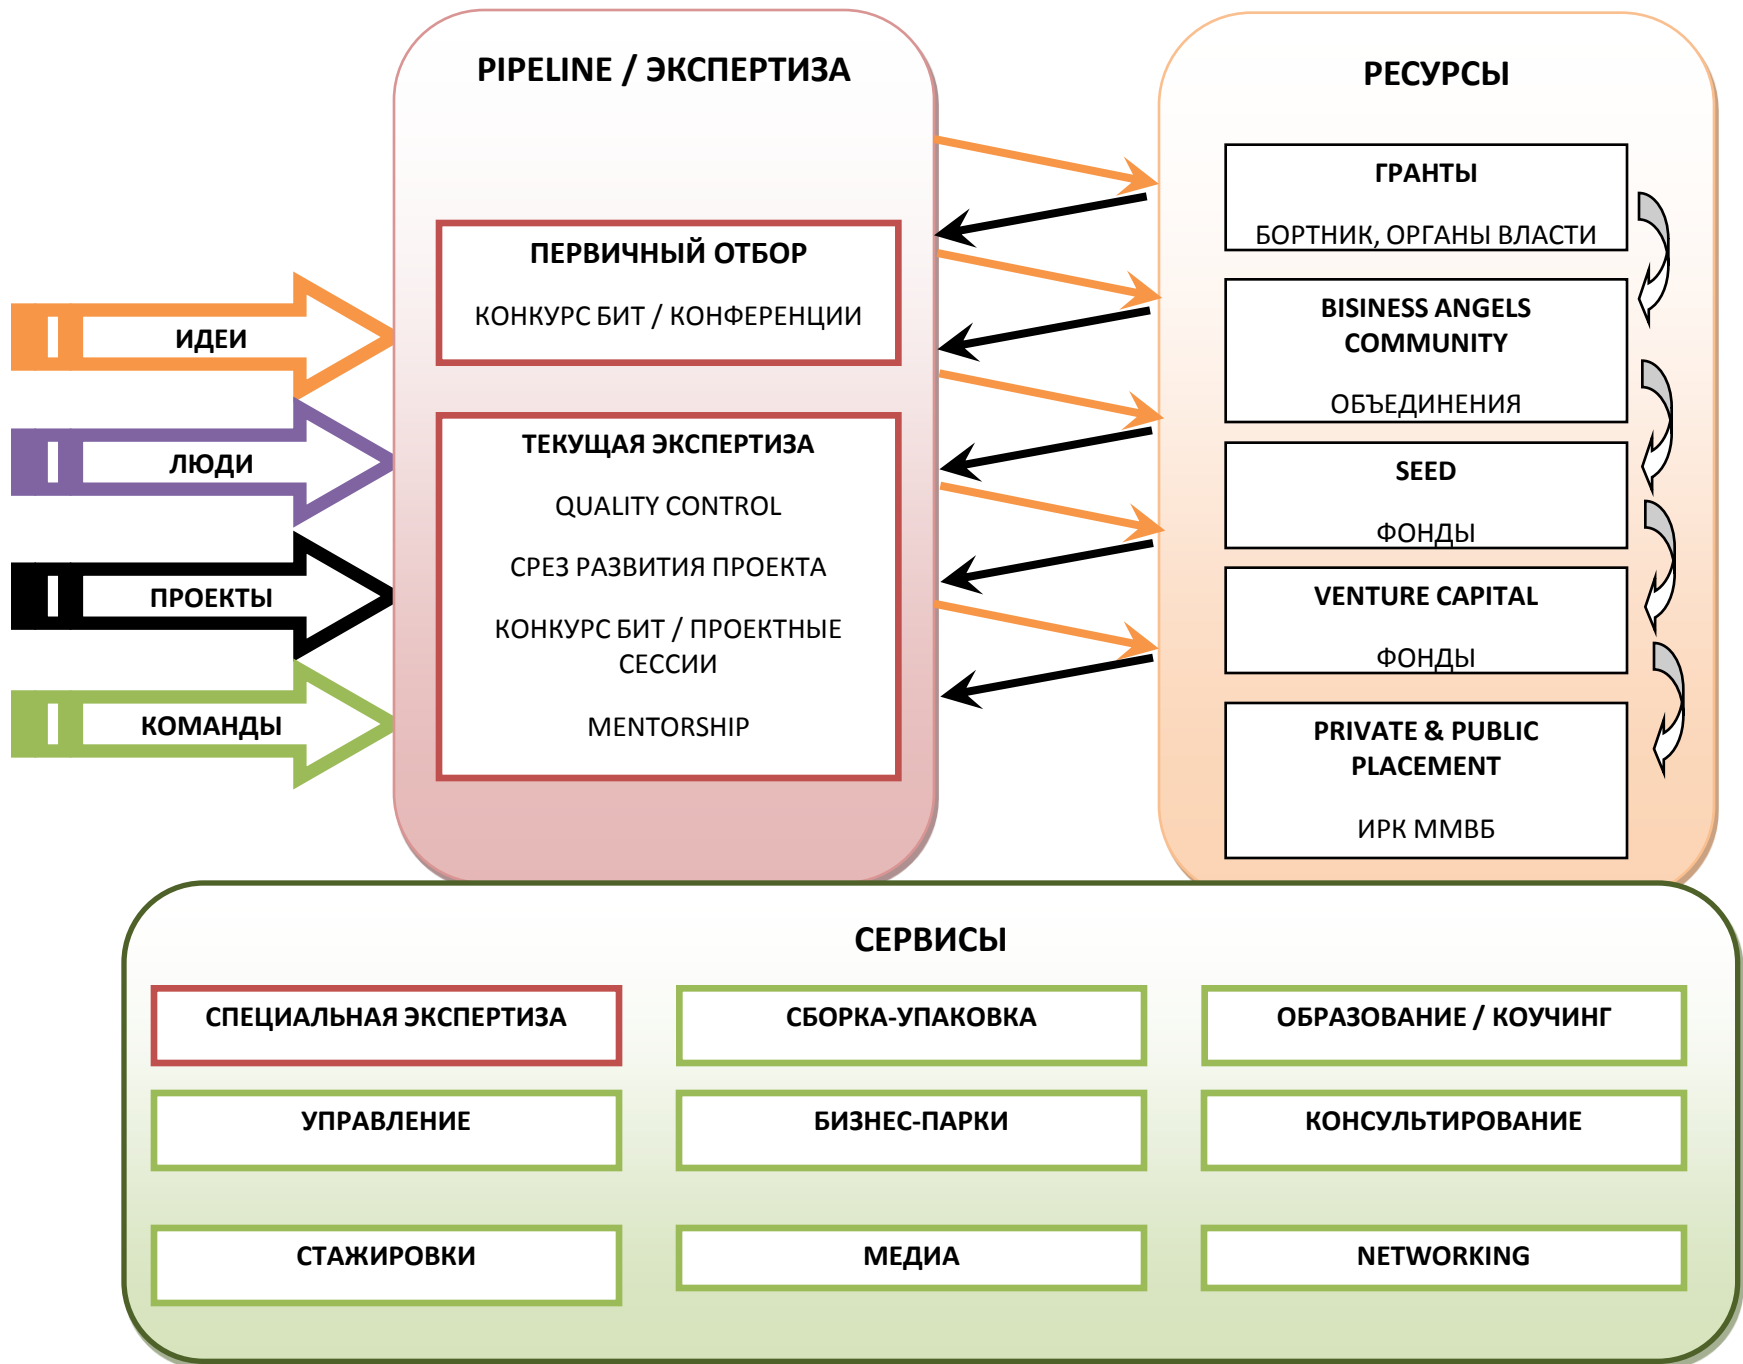 PIPELINE / ЭКСПЕРТИЗА
ПЕРВИЧНЫЙ ОТБОР
КОНКУРС БИТ / КОНФЕРЕНЦИИ
ТЕКУЩАЯ ЭКСПЕРТИЗА
QUALITY CONTROL
СРЕЗ РАЗВИТИЯ ПРОЕКТА
КОНКУРС БИТ / ПРОЕКТНЫЕ
СЕССИИ
MENTORSHIP
ИДЕИ
ЛЮДИ
ПРОЕКТЫ
КОМАНДЫ
РЕСУРСЫ
ГРАНТЫ
БОРТНИК, ОРГАНЫ ВЛАСТИ
BISINESS ANGELS
COMMUNITY
ОБЪЕДИНЕНИЯ
SEED
ФОНДЫ
VENTURE CAPITAL
ФОНДЫ
PRIVATE & PUBLIC
PLACEMENT
ИРК ММВБ
СЕРВИСЫ
СПЕЦИАЛЬНАЯ ЭКСПЕРТИЗА
СБОРКА-УПАКОВКА
ОБРАЗОВАНИЕ / КОУЧИНГ
УПРАВЛЕНИЕ
БИЗНЕС-ПАРКИ
КОНСУЛЬТИРОВАНИЕ
СТАЖИРОВКИ
МЕДИА
NETWORKING